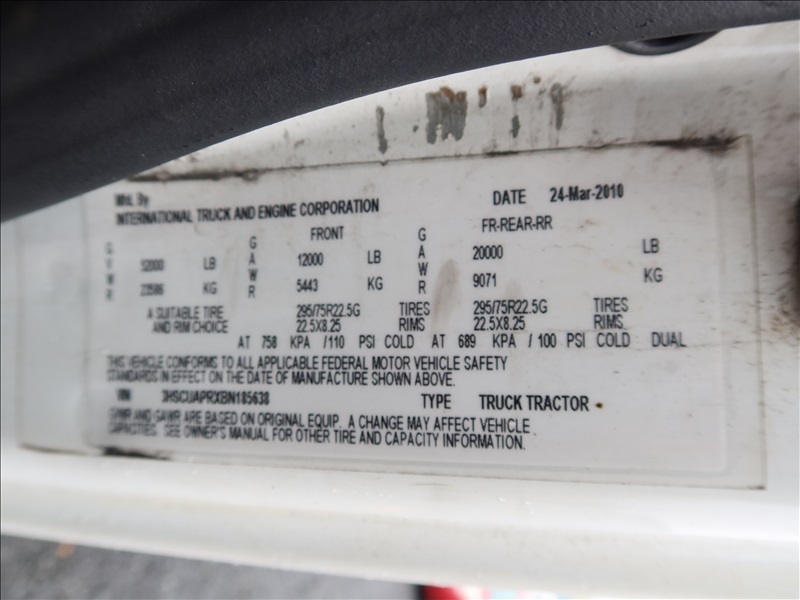 Mfd. By
INTERNATIONAL TRUCK AND ENGINE CORPORATION DATE 24-Mar-2010
G V W R 52000 LB 23586 KG
G A W R FRONT 12000 LB 5443 KG
G A W R FR-REAR-RR 20000 LB 9071 KG
A SUITABLE TIRE 295/75R22.5G TIRES 295/75R22.5G TIRES
AND RIM CHOICE 22.5X8.25 RIMS 22.5X8.25 RIMS
AT 758 KPA /110 PSI COLD AT 689 KPA / 100 PSI COLD DUAL
THIS VEHICLE CONFORMS TO ALL APPLICABLE FEDERAL MOTOR VEHICLE SAFETY
STANDARDS IN EFFECT ON THE DATE OF MANUFACTURE SHOWN ABOVE.
VIN 3HSCUAPRXBN185638 TYPE TRUCK TRACTOR
GVWR AND GAWR ARE BASED ON ORIGINAL EQUIP. A CHANGE MAY AFFECT VEHICLE
CAPACITIES. SEE OWNER'S MANUAL FOR OTHER TIRE AND CAPACITY INFORMATION.